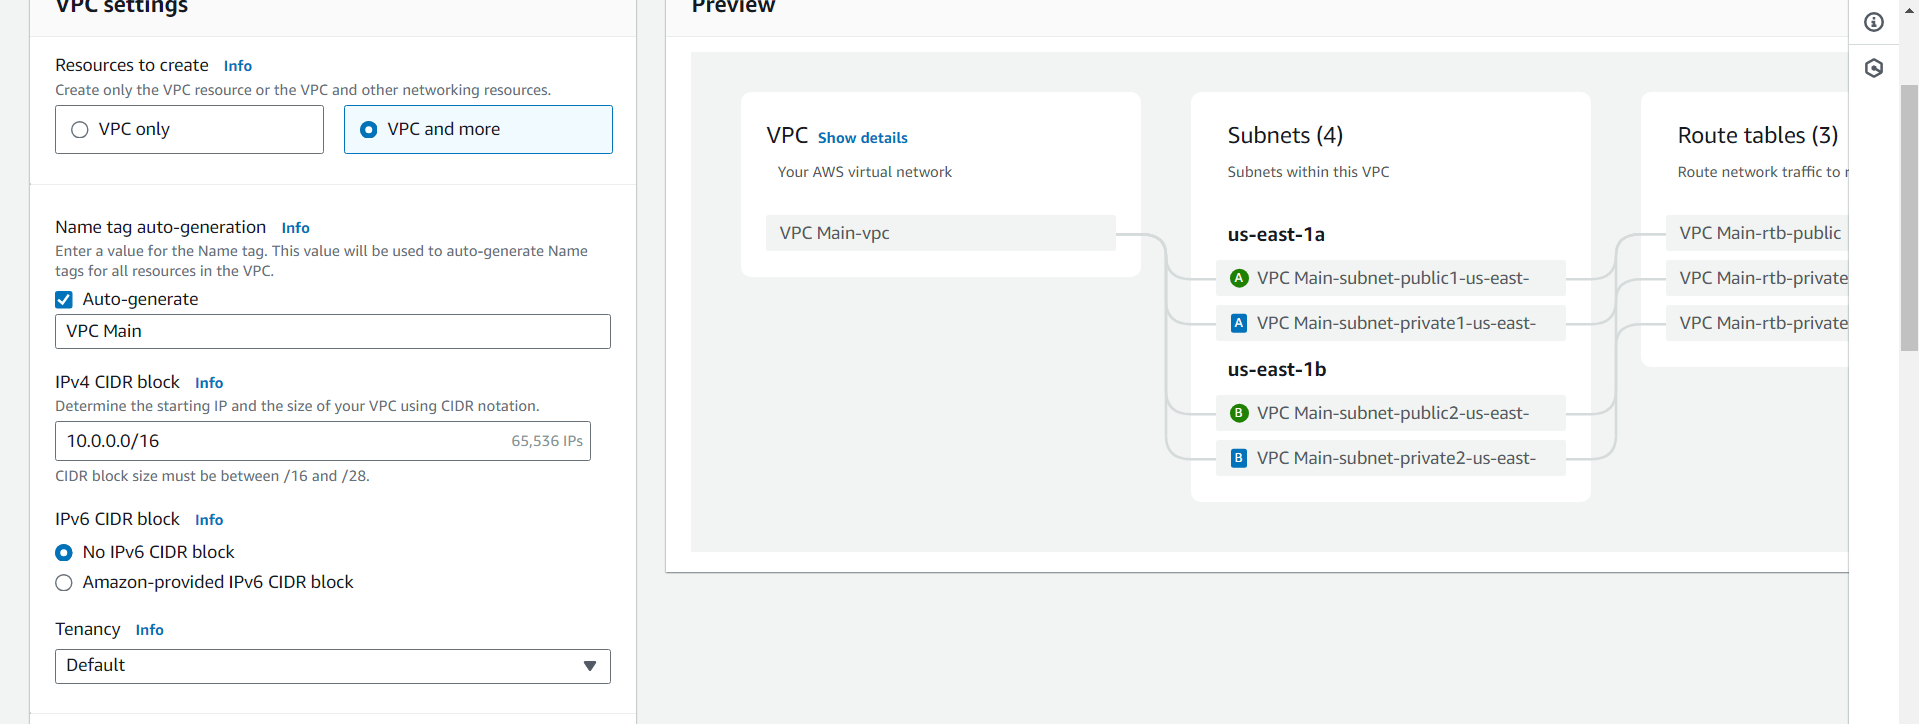 VPC settings
Resources to create Info
Create only the VPC resource or the VPC and other networking resources.
VPC only
VPC and more
Name tag auto-generation Info
Enter a value for the Name tag. This value will be used to auto-generate Name
tags for all resources in the VPC.
Auto-generate
VPC Main
IPv4 CIDR block Info
Determine the starting IP and the size of your VPC using CIDR notation.
10.0.0.0/16 65,536 IPs
CIDR block size must be between /16 and /28.
IPv6 CIDR block Info
No IPv6 CIDR block
Amazon-provided IPv6 CIDR block
Tenancy Info
Default
Preview
VPC Show details
Your AWS virtual network
VPC Main-vpc
Subnets (4)
Subnets within this VPC
us-east-1a
A VPC Main-subnet-public1-us-east-
A VPC Main-subnet-private1-us-east-
us-east-1b
B VPC Main-subnet-public2-us-east-
B VPC Main-subnet-private2-us-east-
Route tables (3)
Route network traffic to
VPC Main-rtb-public
VPC Main-rtb-private
VPC Main-rtb-private